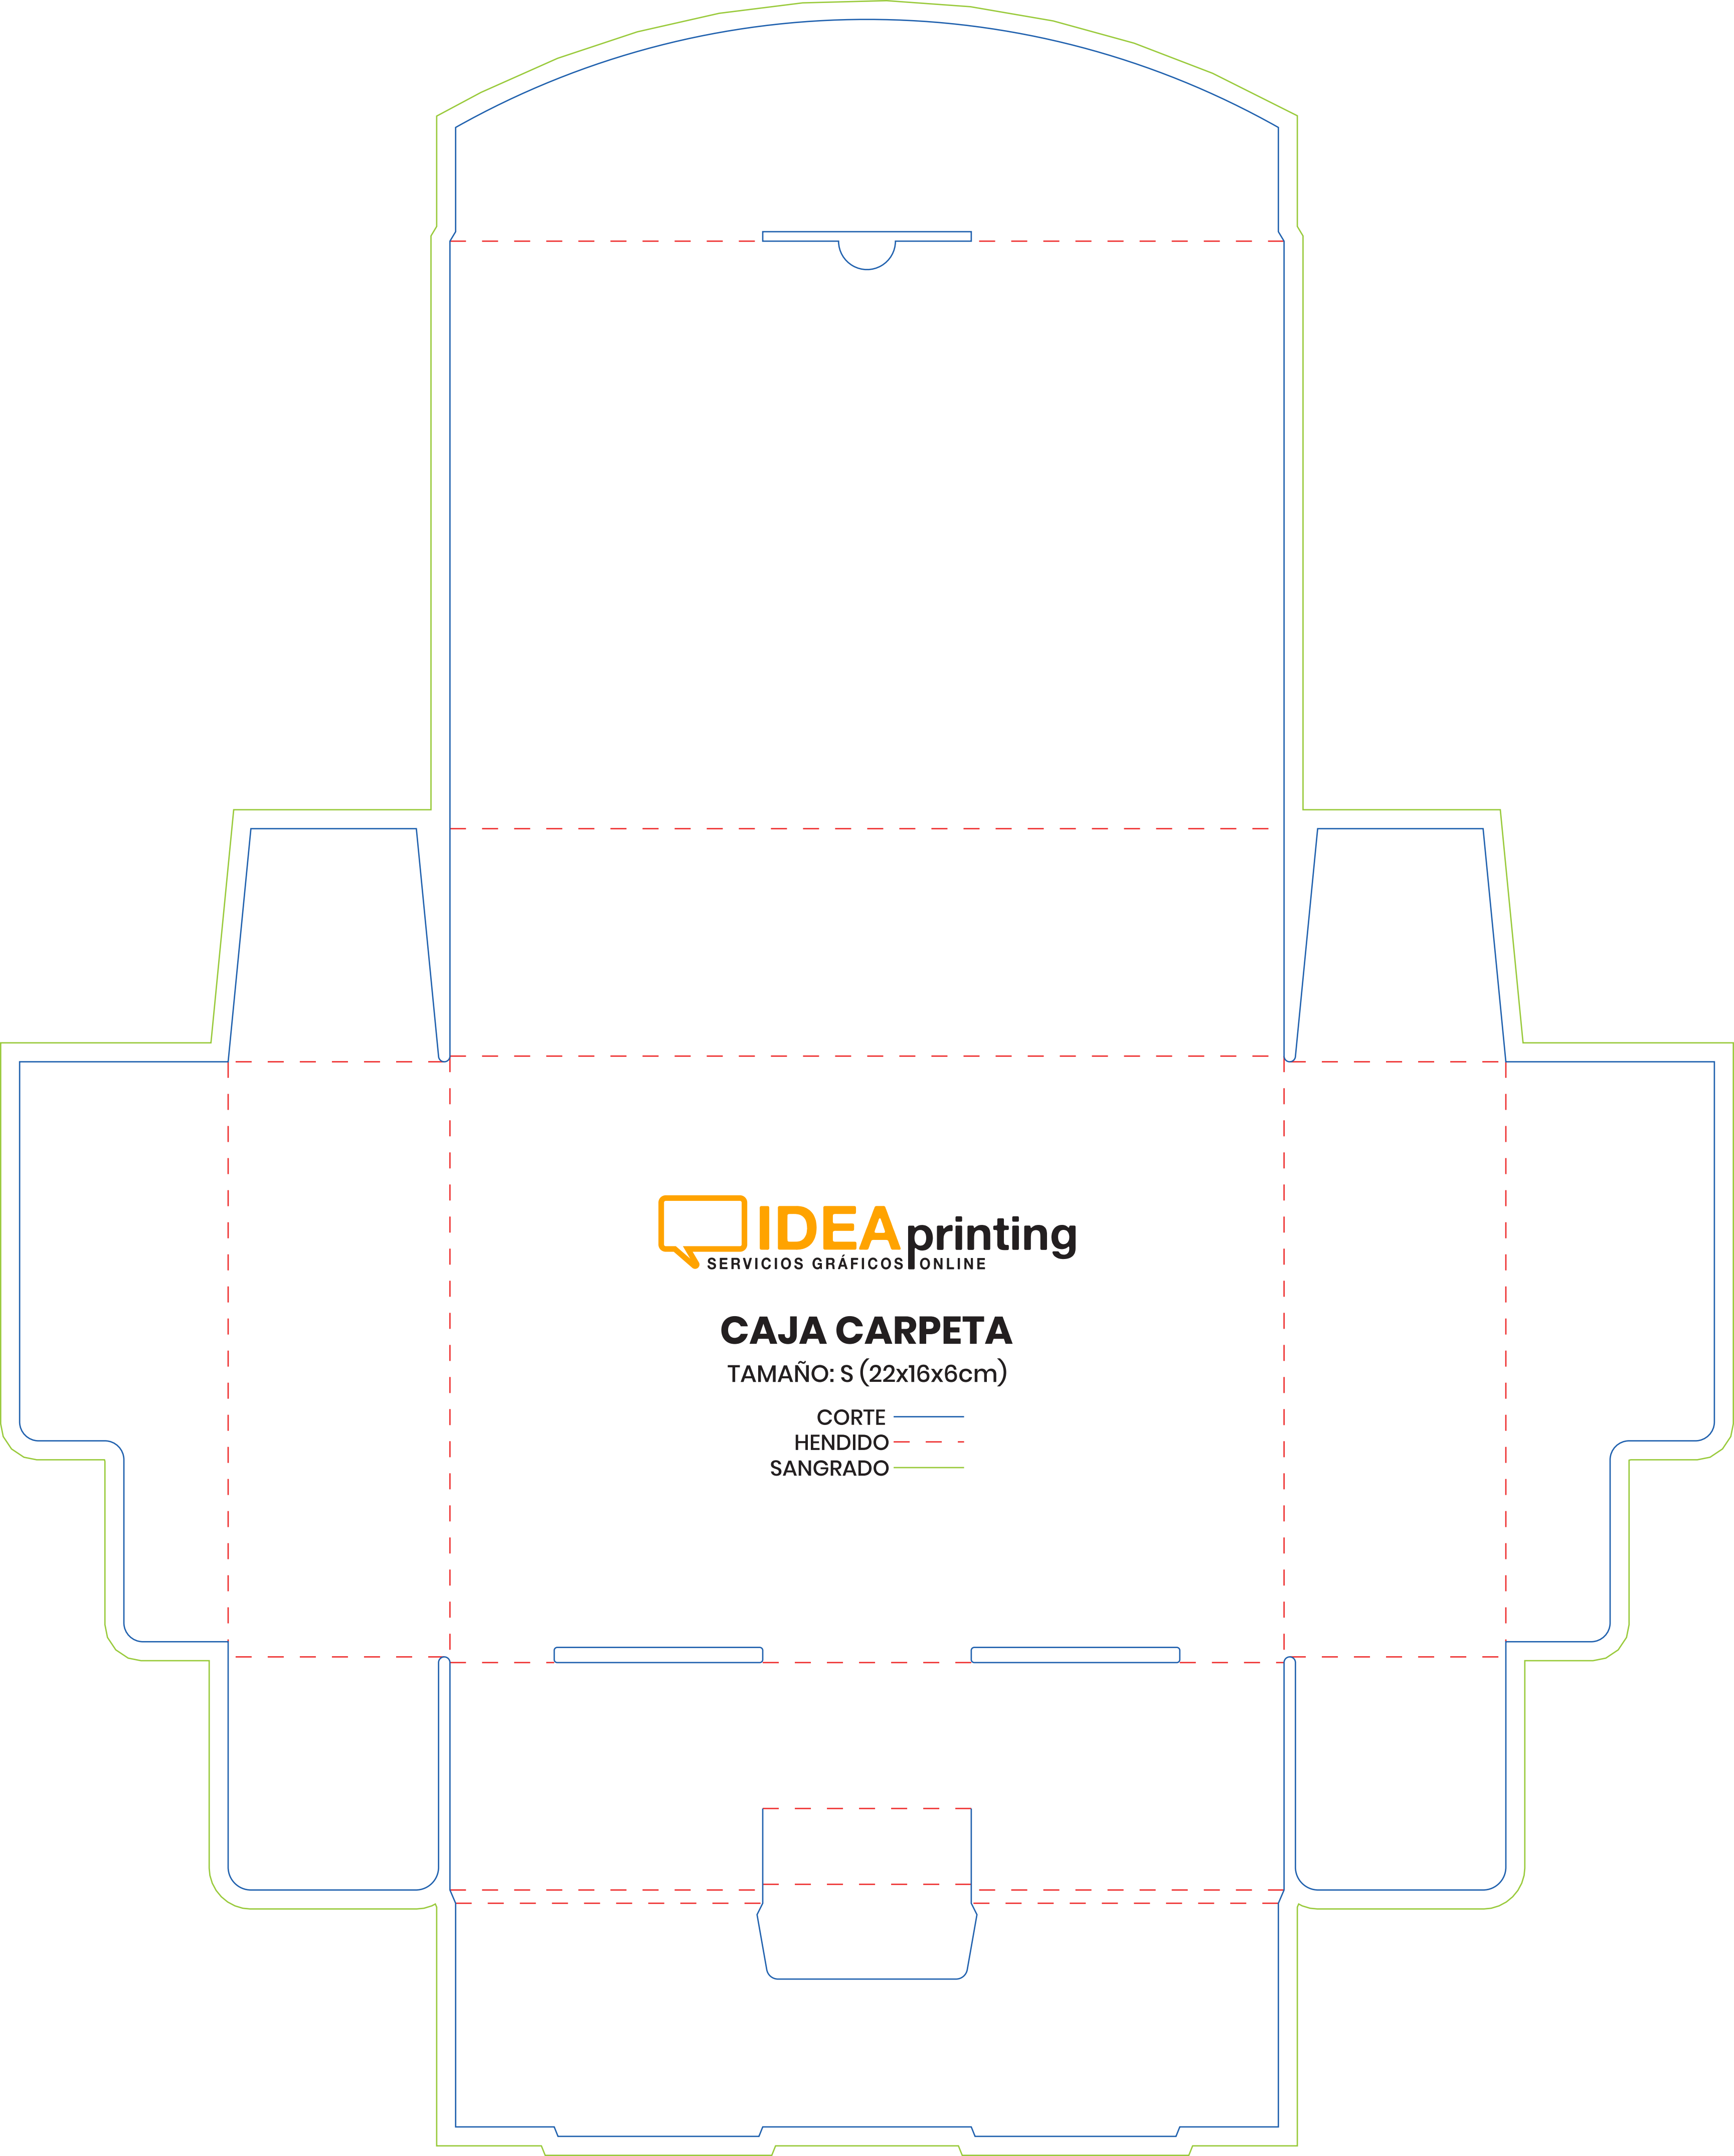 IDEAprinting
SERVICIOS GRÁFICOS ONLINE
CAJA CARPETA
TAMAÑO: S (22x16x6cm)
CORTE
HENDIDO
SANGRADO